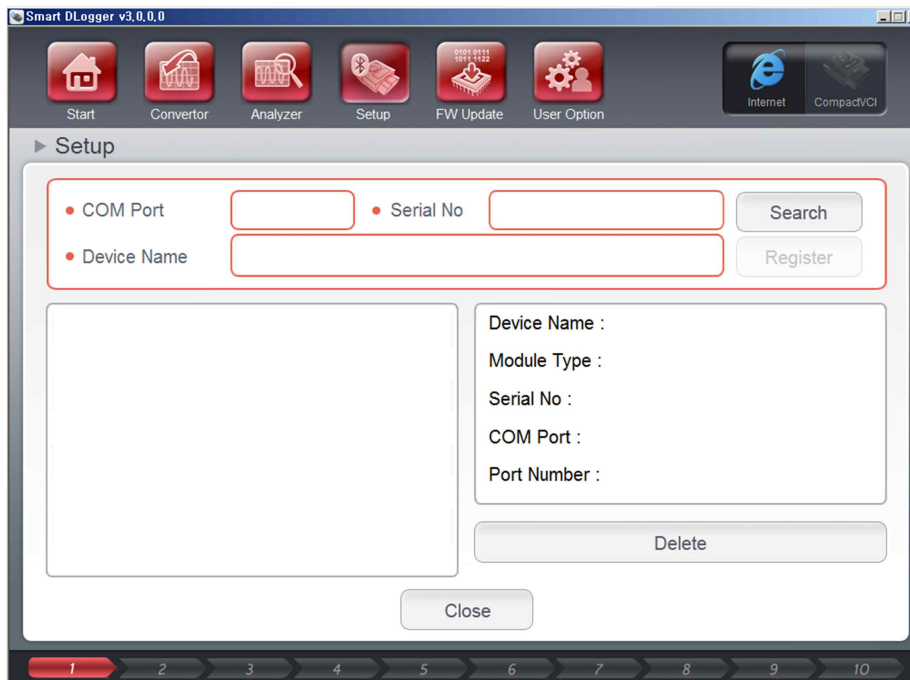 Smart DLogger v3.0.0.0
0101 0111
1011 1122
Start Convertor Analyzer Setup FW Update User Option Internet CompactVCI
Setup
COM Port Serial No Search
Device Name Register
Device Name :
Module Type :
Serial No :
COM Port :
Port Number :
Delete
Close
1 2 3 4 5 6 7 8 9 10